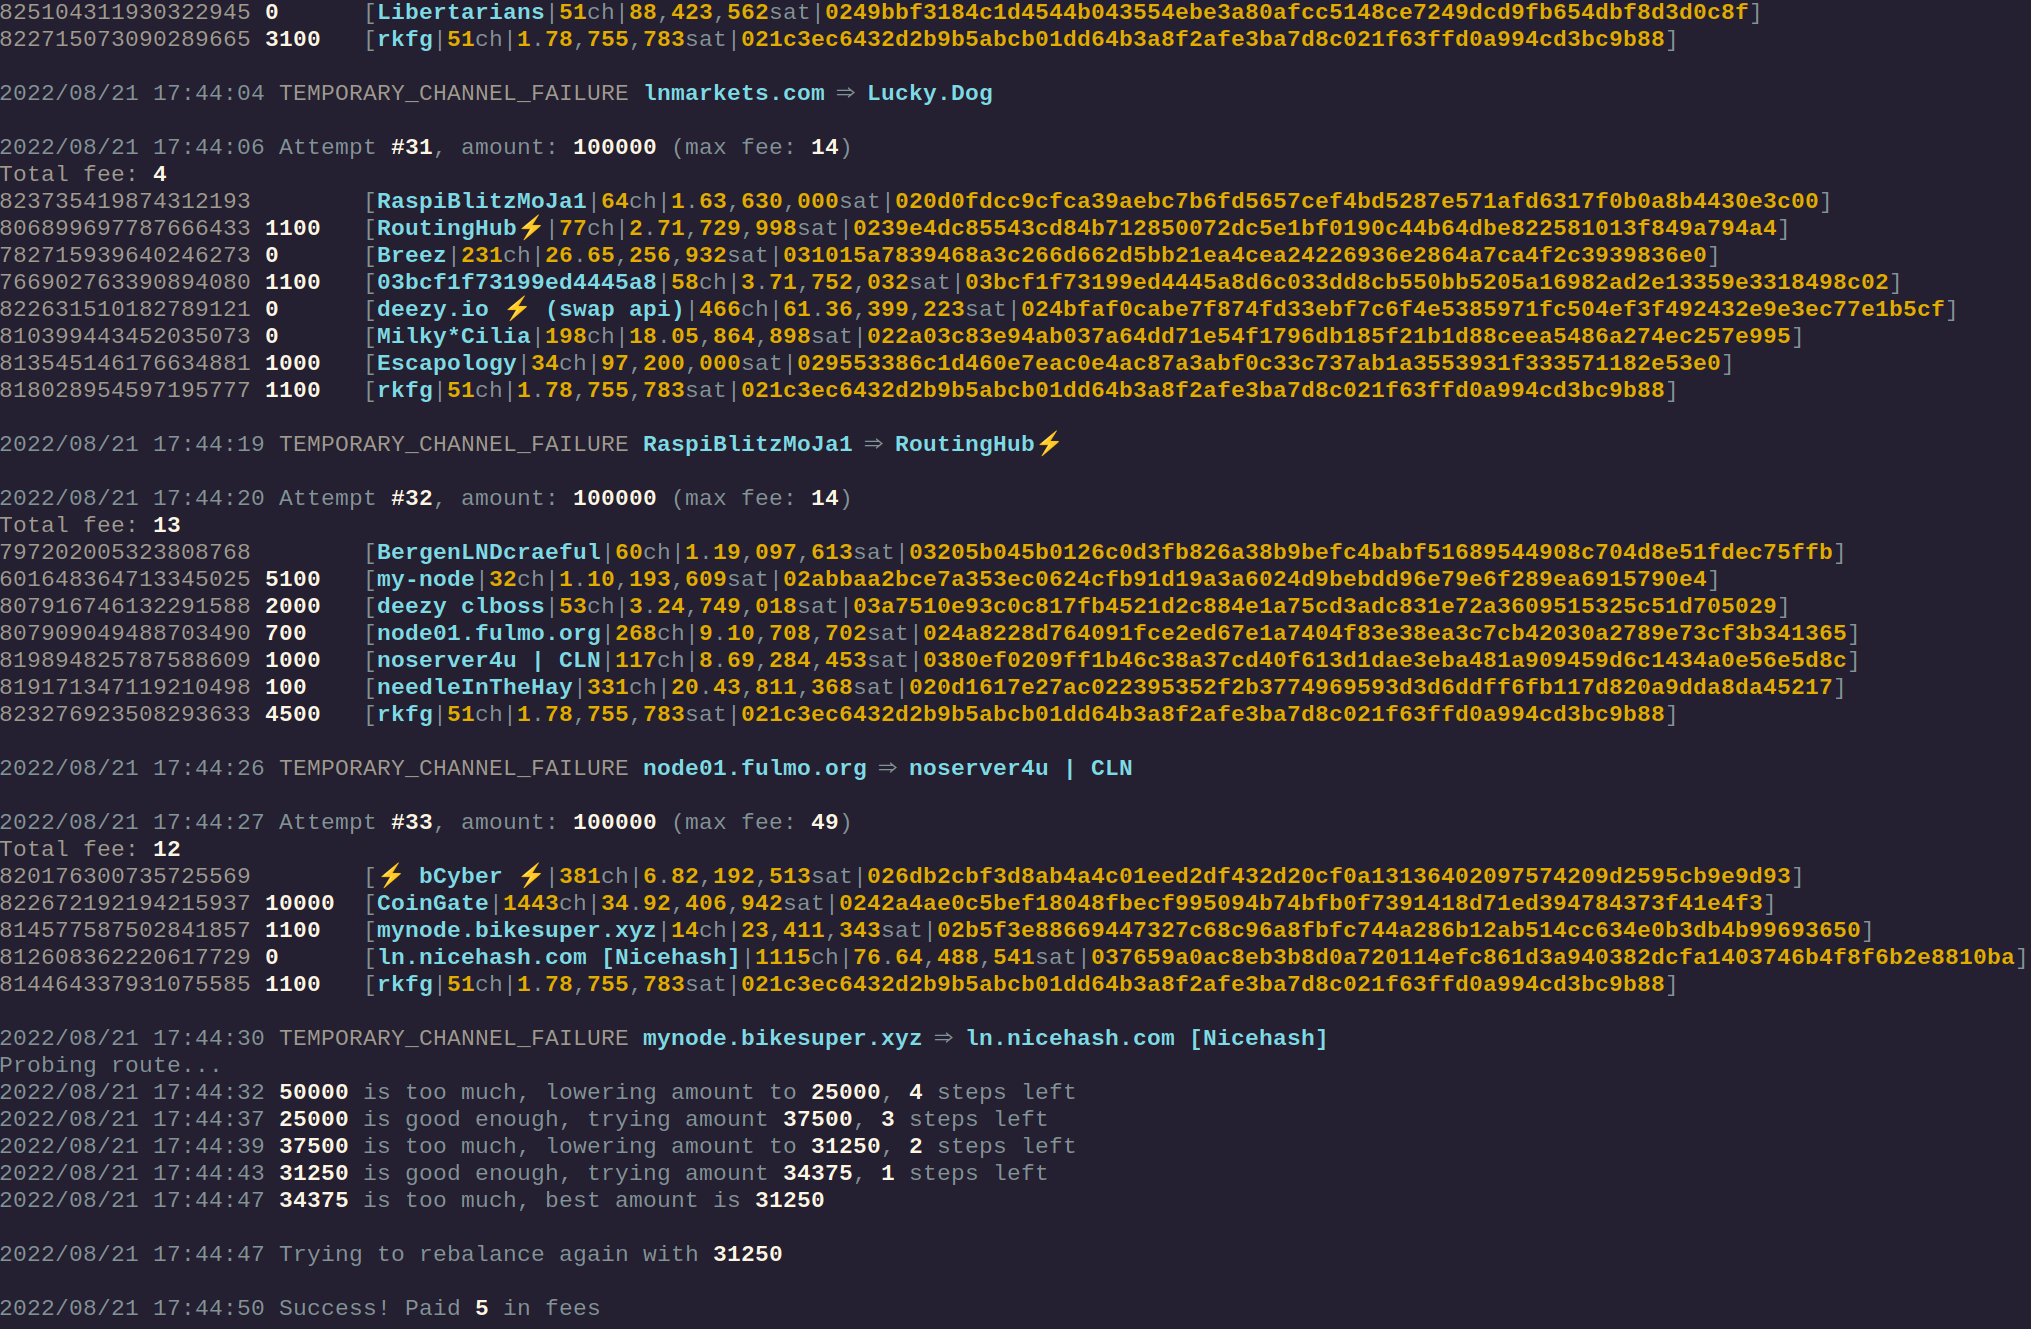 825104311930322945 0 [Libertarians|51ch|88,423,562sat|0249bbf3184c1d4544b043554ebe3a80afcc5148ce7249dcd9fb654dbf8d3d0c8f]
822715073090289665 3100 [rkfg|51ch|1.78,755,783sat|021c3ec6432d2b9b5abcb01dd64b3a8f2afe3ba7d8c021f63ffd0a994cd3bc9b88]
2022/08/21 17:44:04 TEMPORARY_CHANNEL_FAILURE lnmarkets.com ⇒ Lucky.Dog
2022/08/21 17:44:06 Attempt #31, amount: 100000 (max fee: 14)
Total fee: 4
823735419874312193 [RaspiBlitzMoJa1|64ch|1.63,630,000sat|020d0fdcc9cfca39aebc7b6fd5657cef4bd5287e571afd6317f0b0a8b4430e3c00]
806899697787666433 1100 [RoutingHub⚡|77ch|2.71,729,998sat|0239e4dc85543cd84b712850072dc5e1bf0190c44b64dbe822581013f849a794a4]
782715939640246273 0 [Breez|231ch|26.65,256,932sat|031015a7839468a3c266d662d5bb21ea4cea24226936e2864a7ca4f2c3939836e0]
766902763390894080 1100 [03bcf1f73199ed4445a8|58ch|3.71,752,032sat|03bcf1f73199ed4445a8d6c033dd8cb550bb5205a16982ad2e13359e3318498c02]
822631510182789121 0 [deezy.io ⚡ (swap api)|466ch|61.36,399,223sat|024bfaf0cabe7f874fd33ebf7c6f4e5385971fc504ef3f492432e9e3ec77e1b5cf]
810399443452035073 0 [Milky*Cilia|198ch|18.05,864,898sat|022a03c83e94ab037a64dd71e54f1796db185f21b1d88ceea5486a274ec257e995]
813545146176634881 1000 [Escapology|34ch|97,200,000sat|029553386c1d460e7eac0e4ac87a3abf0c33c737ab1a3553931f333571182e53e0]
818028954597195777 1100 [rkfg|51ch|1.78,755,783sat|021c3ec6432d2b9b5abcb01dd64b3a8f2afe3ba7d8c021f63ffd0a994cd3bc9b88]
2022/08/21 17:44:19 TEMPORARY_CHANNEL_FAILURE RaspiBlitzMoJa1 ⇒ RoutingHub⚡
2022/08/21 17:44:20 Attempt #32, amount: 100000 (max fee: 14)
Total fee: 13
797202005323808768 [BergenLNDcraeful|60ch|1.19,097,613sat|03205b045b0126c0d3fb826a38b9befc4babf51689544908c704d8e51fdec75ffb]
601648364713345025 5100 [my-node|32ch|1.10,193,609sat|02abbaa2bce7a353ec0624cfb91d19a3a6024d9bebdd96e79e6f289ea6915790e4]
807916746132291588 2000 [deezy clboss|53ch|3.24,749,018sat|03a7510e93c0c817fb4521d2c884e1a75cd3adc831e72a3609515325c51d705029]
807909049488703490 700 [node01.fulmo.org|268ch|9.10,708,702sat|024a8228d764091fce2ed67e1a7404f83e38ea3c7cb42030a2789e73cf3b341365]
819894825787588609 1000 [noserver4u | CLN|117ch|8.69,284,453sat|0380ef0209ff1b46c38a37cd40f613d1dae3eba481a909459d6c1434a0e56e5d8c]
819171347119210498 100 [needleInTheHay|331ch|20.43,811,368sat|020d1617e27ac022395352f2b3774969593d3d6ddff6fb117d820a9dda8da45217]
823276923508293633 4500 [rkfg|51ch|1.78,755,783sat|021c3ec6432d2b9b5abcb01dd64b3a8f2afe3ba7d8c021f63ffd0a994cd3bc9b88]
2022/08/21 17:44:26 TEMPORARY_CHANNEL_FAILURE node01.fulmo.org ⇒ noserver4u | CLN
2022/08/21 17:44:27 Attempt #33, amount: 100000 (max fee: 49)
Total fee: 12
820176300735725569 [⚡ bCyber ⚡|381ch|6.82,192,513sat|026db2cbf3d8ab4a4c01eed2df432d20cf0a13136402097574209d2595cb9e9d93]
822672192194215937 10000 [CoinGate|1443ch|34.92,406,942sat|0242a4ae0c5bef18048fbecf995094b74bfb0f7391418d71ed394784373f41e4f3]
814577587502841857 1100 [mynode.bikesuper.xyz|14ch|23,411,343sat|02b5f3e88669447327c68c96a8fbfc744a286b12ab514cc634e0b3db4b99693650]
812608362220617729 0 [ln.nicehash.com [Nicehash]|1115ch|76.64,488,541sat|037659a0ac8eb3b8d0a720114efc861d3a940382dcfa1403746b4f8f6b2e8810ba]
814464337931075585 1100 [rkfg|51ch|1.78,755,783sat|021c3ec6432d2b9b5abcb01dd64b3a8f2afe3ba7d8c021f63ffd0a994cd3bc9b88]
2022/08/21 17:44:30 TEMPORARY_CHANNEL_FAILURE mynode.bikesuper.xyz ⇒ ln.nicehash.com [Nicehash]
Probing route...
2022/08/21 17:44:32 50000 is too much, lowering amount to 25000, 4 steps left
2022/08/21 17:44:37 25000 is good enough, trying amount 37500, 3 steps left
2022/08/21 17:44:39 37500 is too much, lowering amount to 31250, 2 steps left
2022/08/21 17:44:43 31250 is good enough, trying amount 34375, 1 steps left
2022/08/21 17:44:47 34375 is too much, best amount is 31250
2022/08/21 17:44:47 Trying to rebalance again with 31250
2022/08/21 17:44:50 Success! Paid 5 in fees